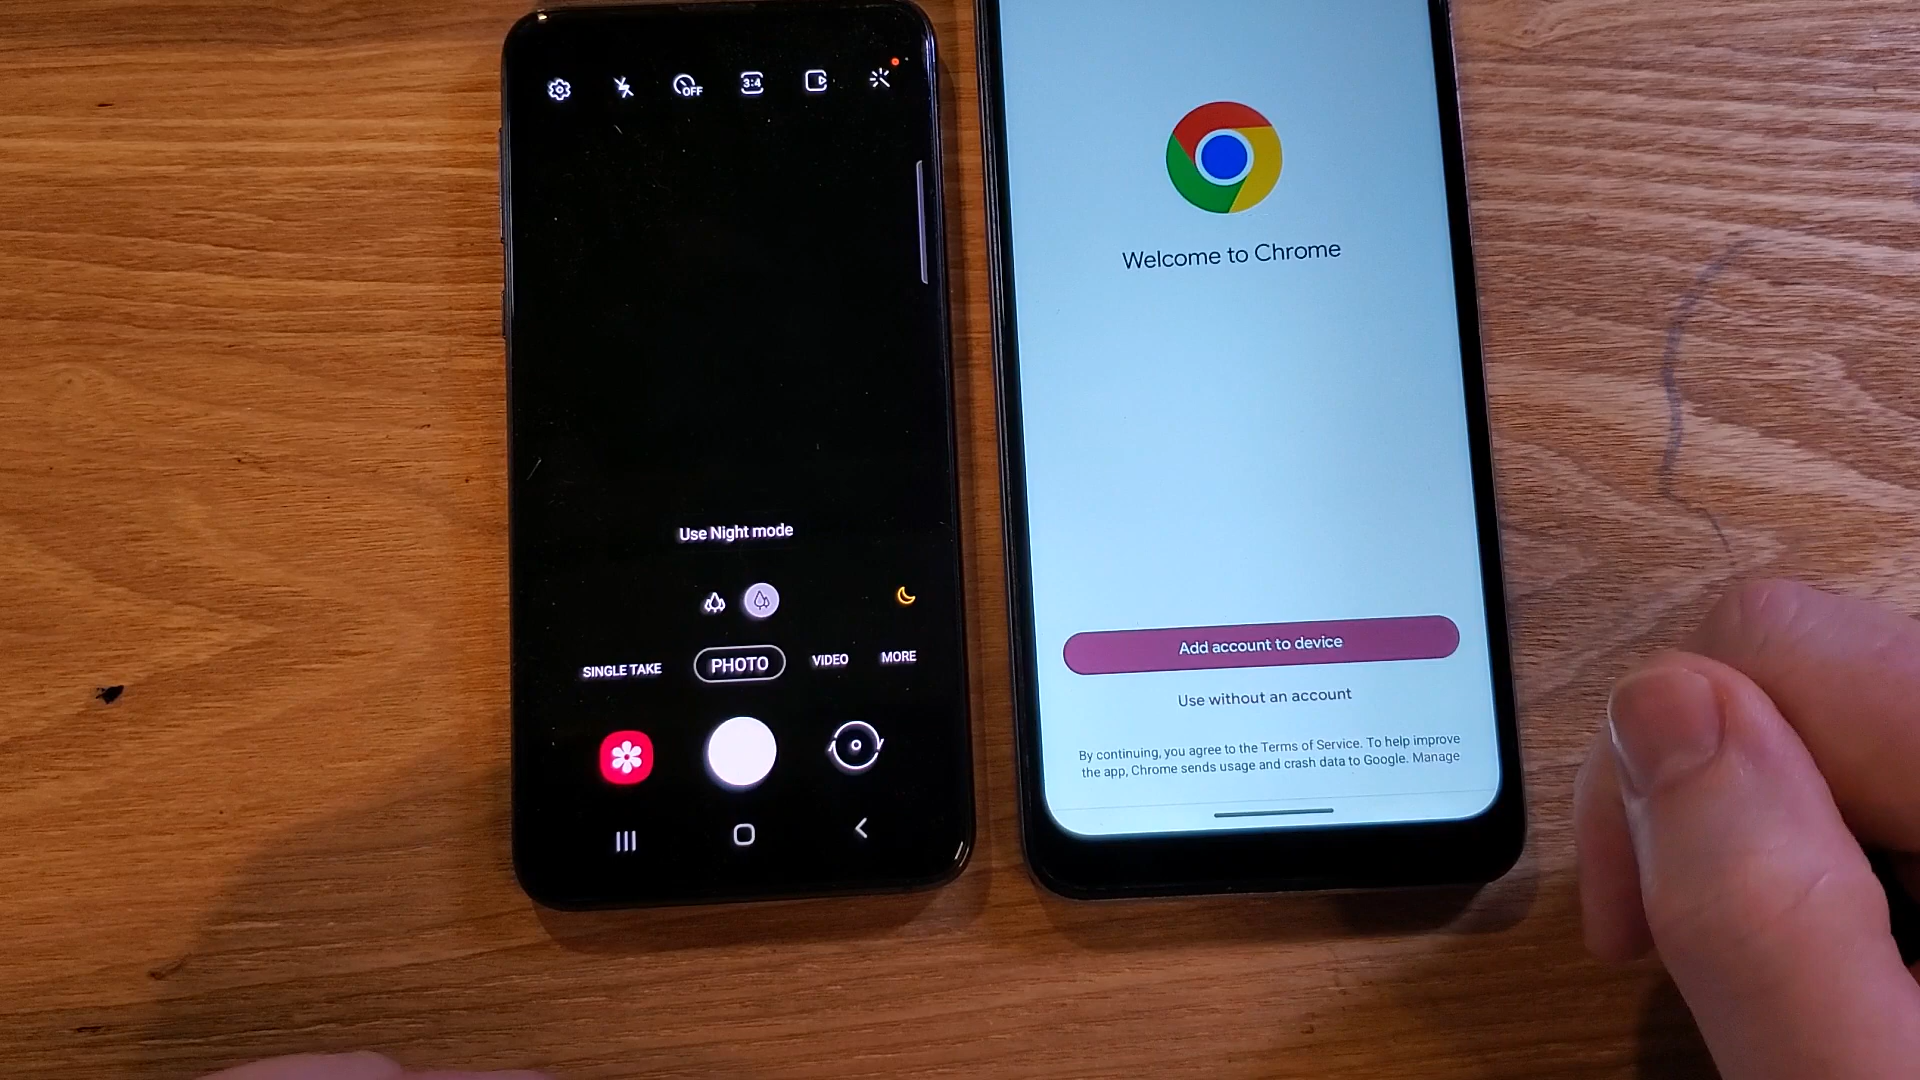 OFF
3:4
Use Night mode
SINGLE TAKE
PHOTO
VIDEO
MORE
Welcome to Chrome
Add account to device
Use without an account
By continuing, you agree to the Terms of Service. To help improve
the app, Chrome sends usage and crash data to Google. Manage